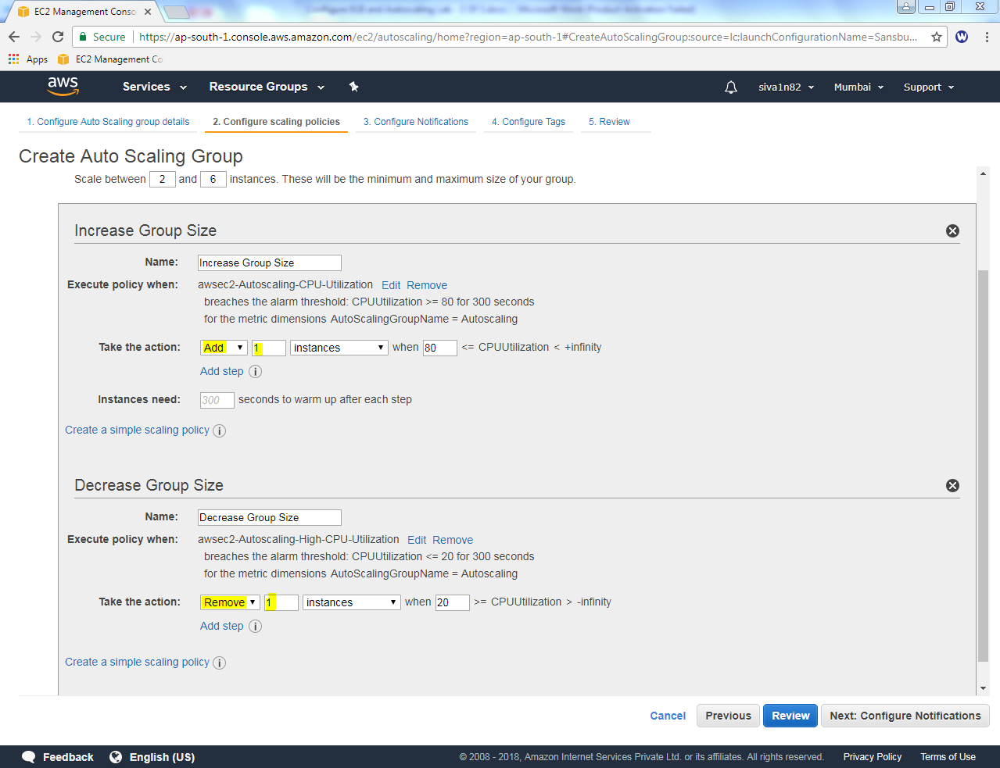 EC2 Management Conso
Secure https://ap-south-1.console.aws.amazon.com/ec2/autoscaling/home?region=ap-south-1#CreateAutoScalingGroup:source=lc;launchConfigurationName=Sansbu...
Apps EC2 Management Co
aws Services Resource Groups siva1n82 Mumbai Support
1. Configure Auto Scaling group details 2. Configure scaling policies 3. Configure Notifications 4. Configure Tags 5. Review
Create Auto Scaling Group
Scale between 2 and 6 instances. These will be the minimum and maximum size of your group.
Increase Group Size
Name: Increase Group Size
Execute policy when: awsec2-Autoscaling-CPU-Utilization Edit Remove
breaches the alarm threshold: CPUUtilization >= 80 for 300 seconds
for the metric dimensions AutoScalingGroupName = Autoscaling
Take the action: Add 1 instances when 80 <= CPUUtilization < +infinity
Add step i
Instances need: 300 seconds to warm up after each step
Create a simple scaling policy i
Decrease Group Size
Name: Decrease Group Size
Execute policy when: awsec2-Autoscaling-High-CPU-Utilization Edit Remove
breaches the alarm threshold: CPUUtilization <= 20 for 300 seconds
for the metric dimensions AutoScalingGroupName = Autoscaling
Take the action: Remove 1 instances when 20 >= CPUUtilization > -infinity
Add step i
Create a simple scaling policy i
Cancel Previous Review Next: Configure Notifications
Feedback English (US) © 2008 - 2018, Amazon Internet Services Private Ltd. or its affiliates. All rights reserved. Privacy Policy Terms of Use